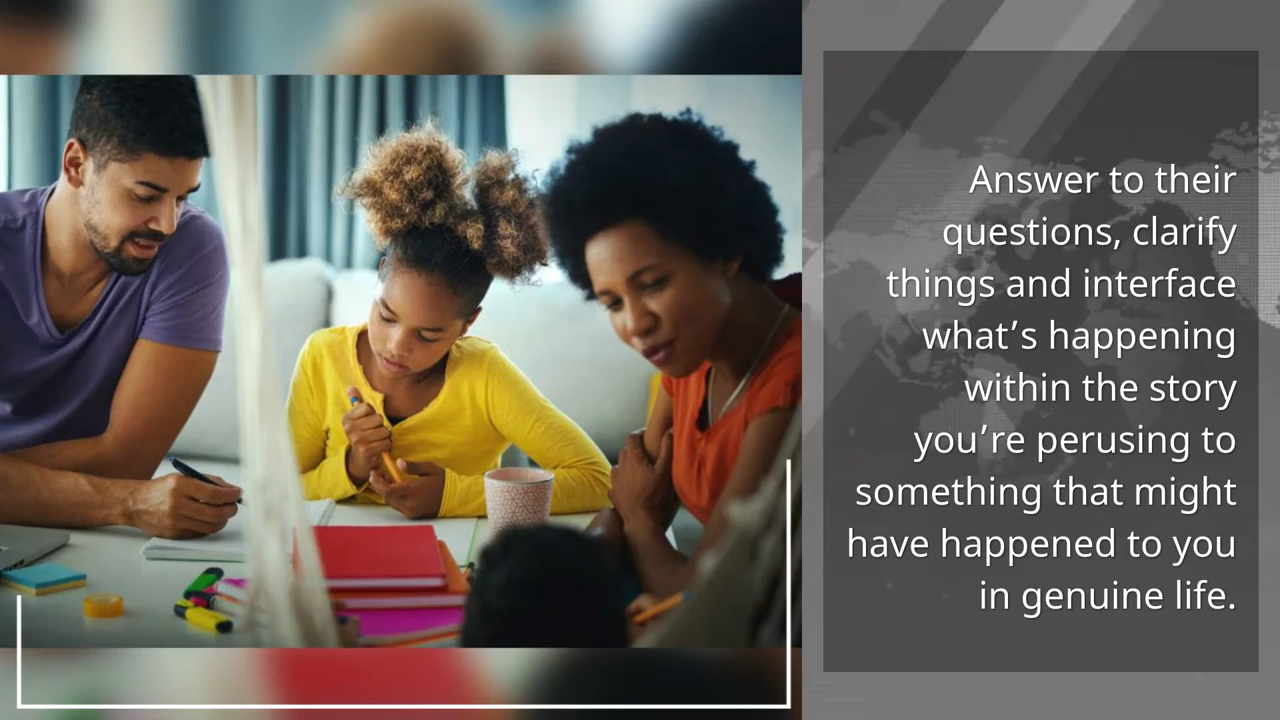 Answer to their
questions, clarify
things and interface
what’s happening
within the story
you’re perusing to
something that might
have happened to you
in genuine life.